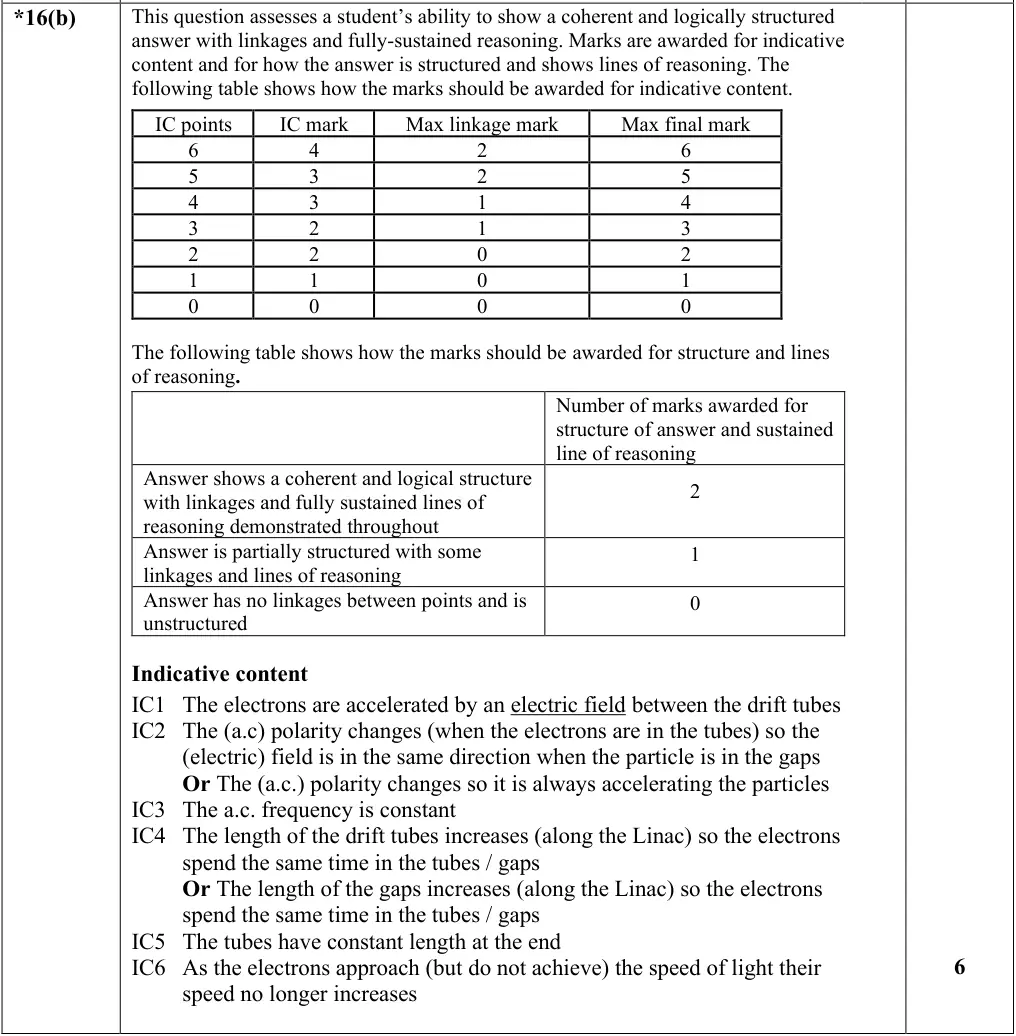 *16(b)
This question assesses a student’s ability to show a coherent and logically structured
answer with linkages and fully-sustained reasoning. Marks are awarded for indicative
content and for how the answer is structured and shows lines of reasoning. The
following table shows how the marks should be awarded for indicative content.
IC points IC mark Max linkage mark Max final mark
6 4 2 6
5 3 2 5
4 3 1 4
3 2 1 3
2 2 0 2
1 1 0 1
0 0 0 0
The following table shows how the marks should be awarded for structure and lines
of reasoning.
Number of marks awarded for
structure of answer and sustained
line of reasoning
Answer shows a coherent and logical structure
with linkages and fully sustained lines of
reasoning demonstrated throughout
2
Answer is partially structured with some
linkages and lines of reasoning
1
Answer has no linkages between points and is
unstructured
0
Indicative content
IC1 The electrons are accelerated by an electric field between the drift tubes
IC2 The (a.c) polarity changes (when the electrons are in the tubes) so the
(electric) field is in the same direction when the particle is in the gaps
Or The (a.c.) polarity changes so it is always accelerating the particles
IC3 The a.c. frequency is constant
IC4 The length of the drift tubes increases (along the Linac) so the electrons
spend the same time in the tubes / gaps
Or The length of the gaps increases (along the Linac) so the electrons
spend the same time in the tubes / gaps
IC5 The tubes have constant length at the end
IC6 As the electrons approach (but do not achieve) the speed of light their
speed no longer increases
6